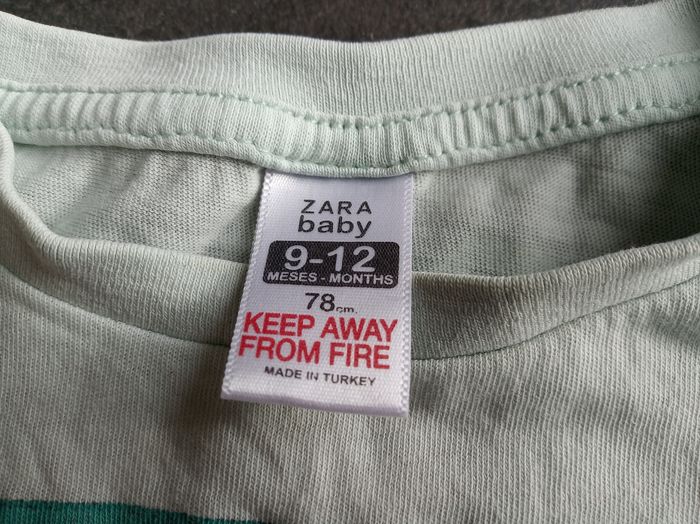 ZARA
baby
9-12
MESES - MONTHS
78cm.
KEEP AWAY
FROM FIRE
MADE IN TURKEY